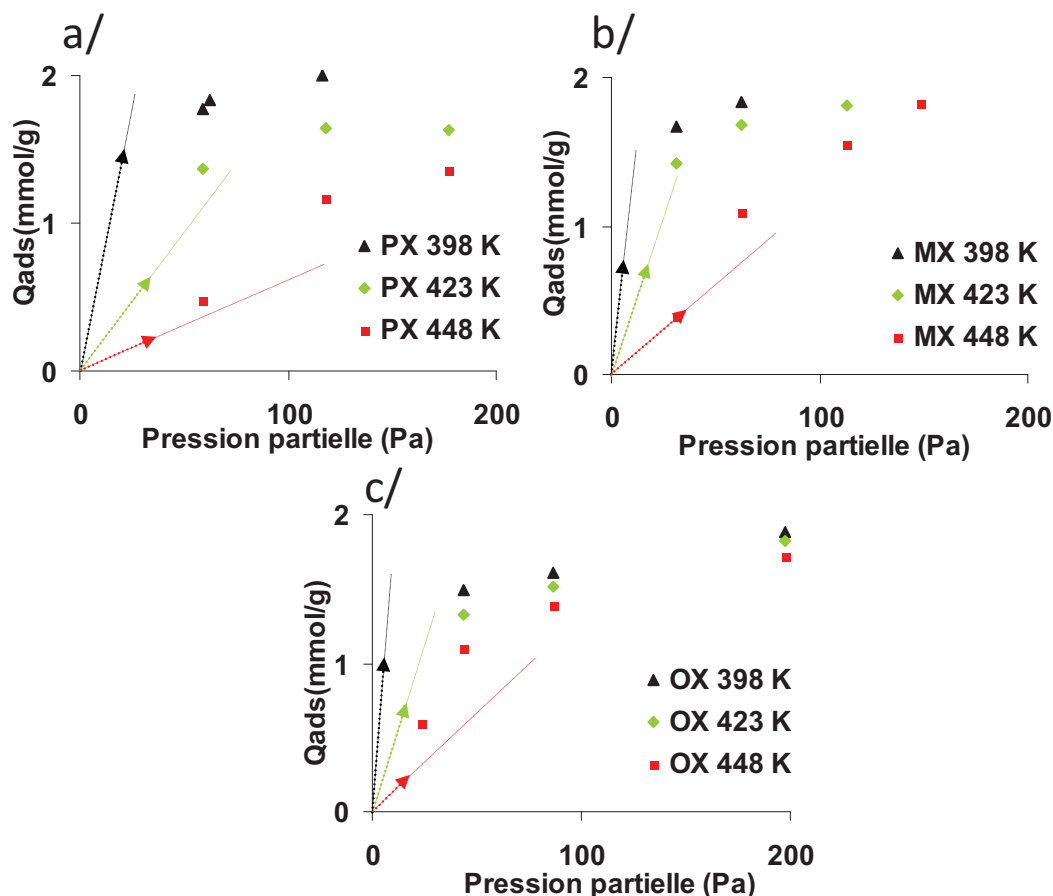 a/
2
1
0
0
100
200
Qads(mmol/g)
Pression partielle (Pa)
PX 398 K
PX 423 K
PX 448 K
b/
2
1
0
0
100
200
Qads(mmol/g)
Pression partielle (Pa)
MX 398 K
MX 423 K
MX 448 K
c/
2
1
0
0
100
200
Qads(mmol/g)
Pression partielle (Pa)
OX 398 K
OX 423 K
OX 448 K